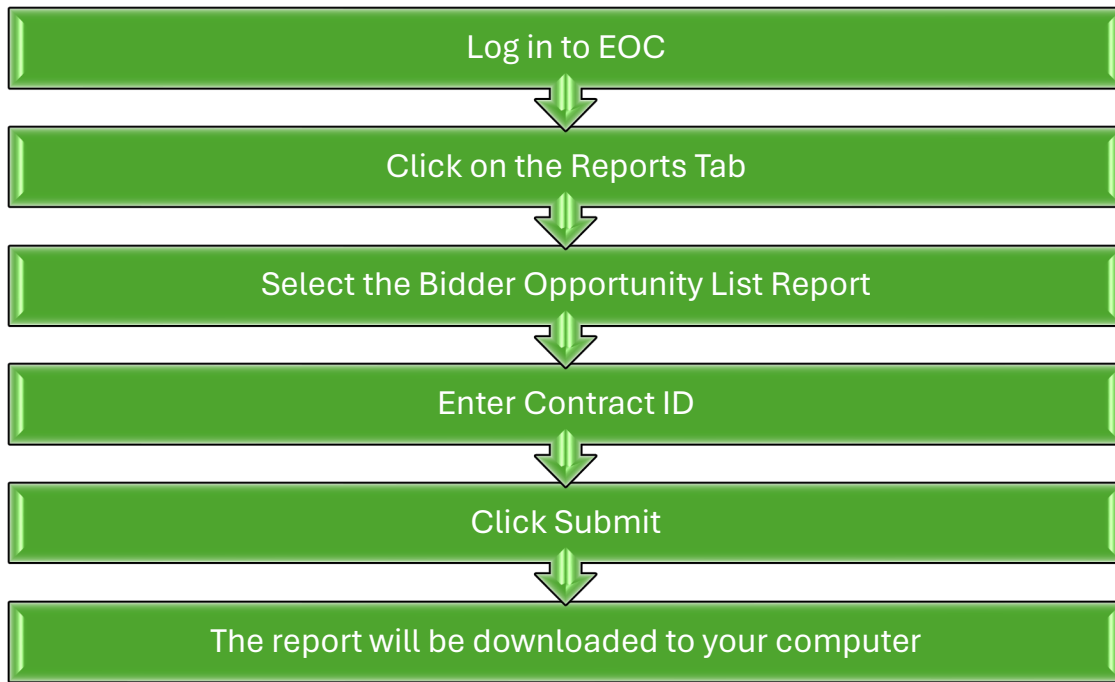 Log in to EOC
Click on the Reports Tab
Select the Bidder Opportunity List Report
Enter Contract ID
Click Submit
The report will be downloaded to your computer